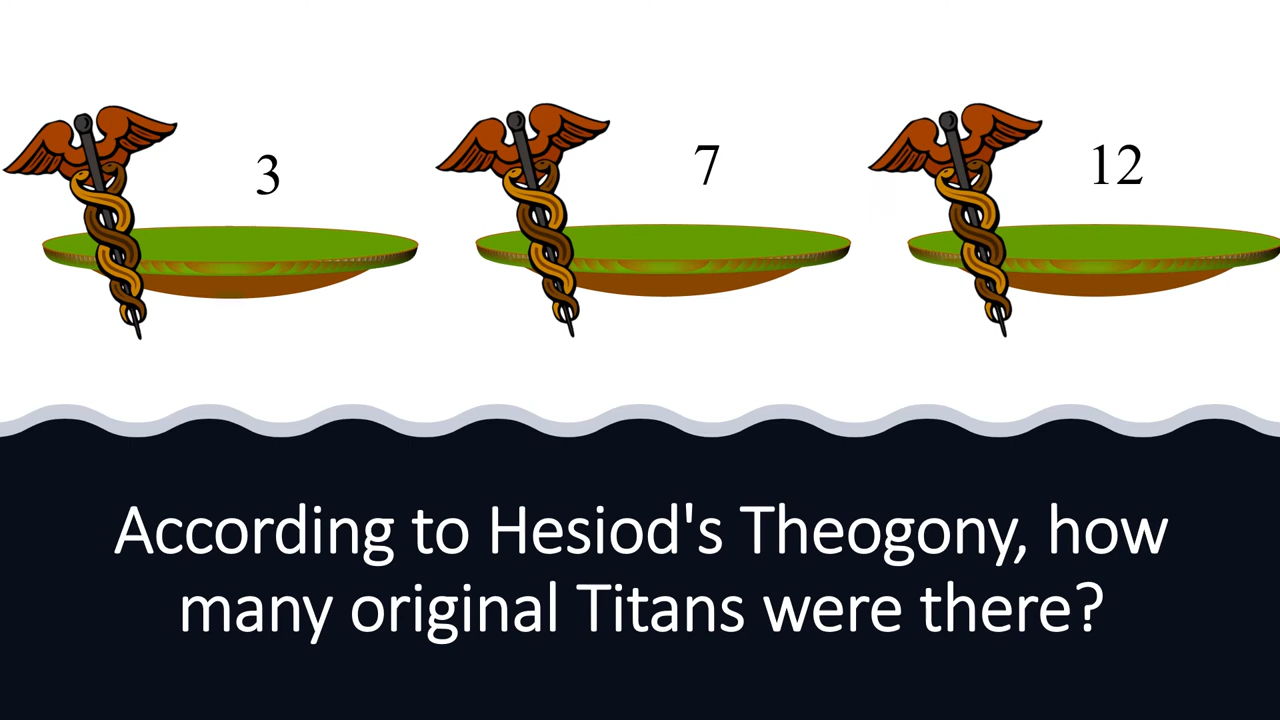 3
7
12
According to Hesiod's Theogony, how
many original Titans were there?